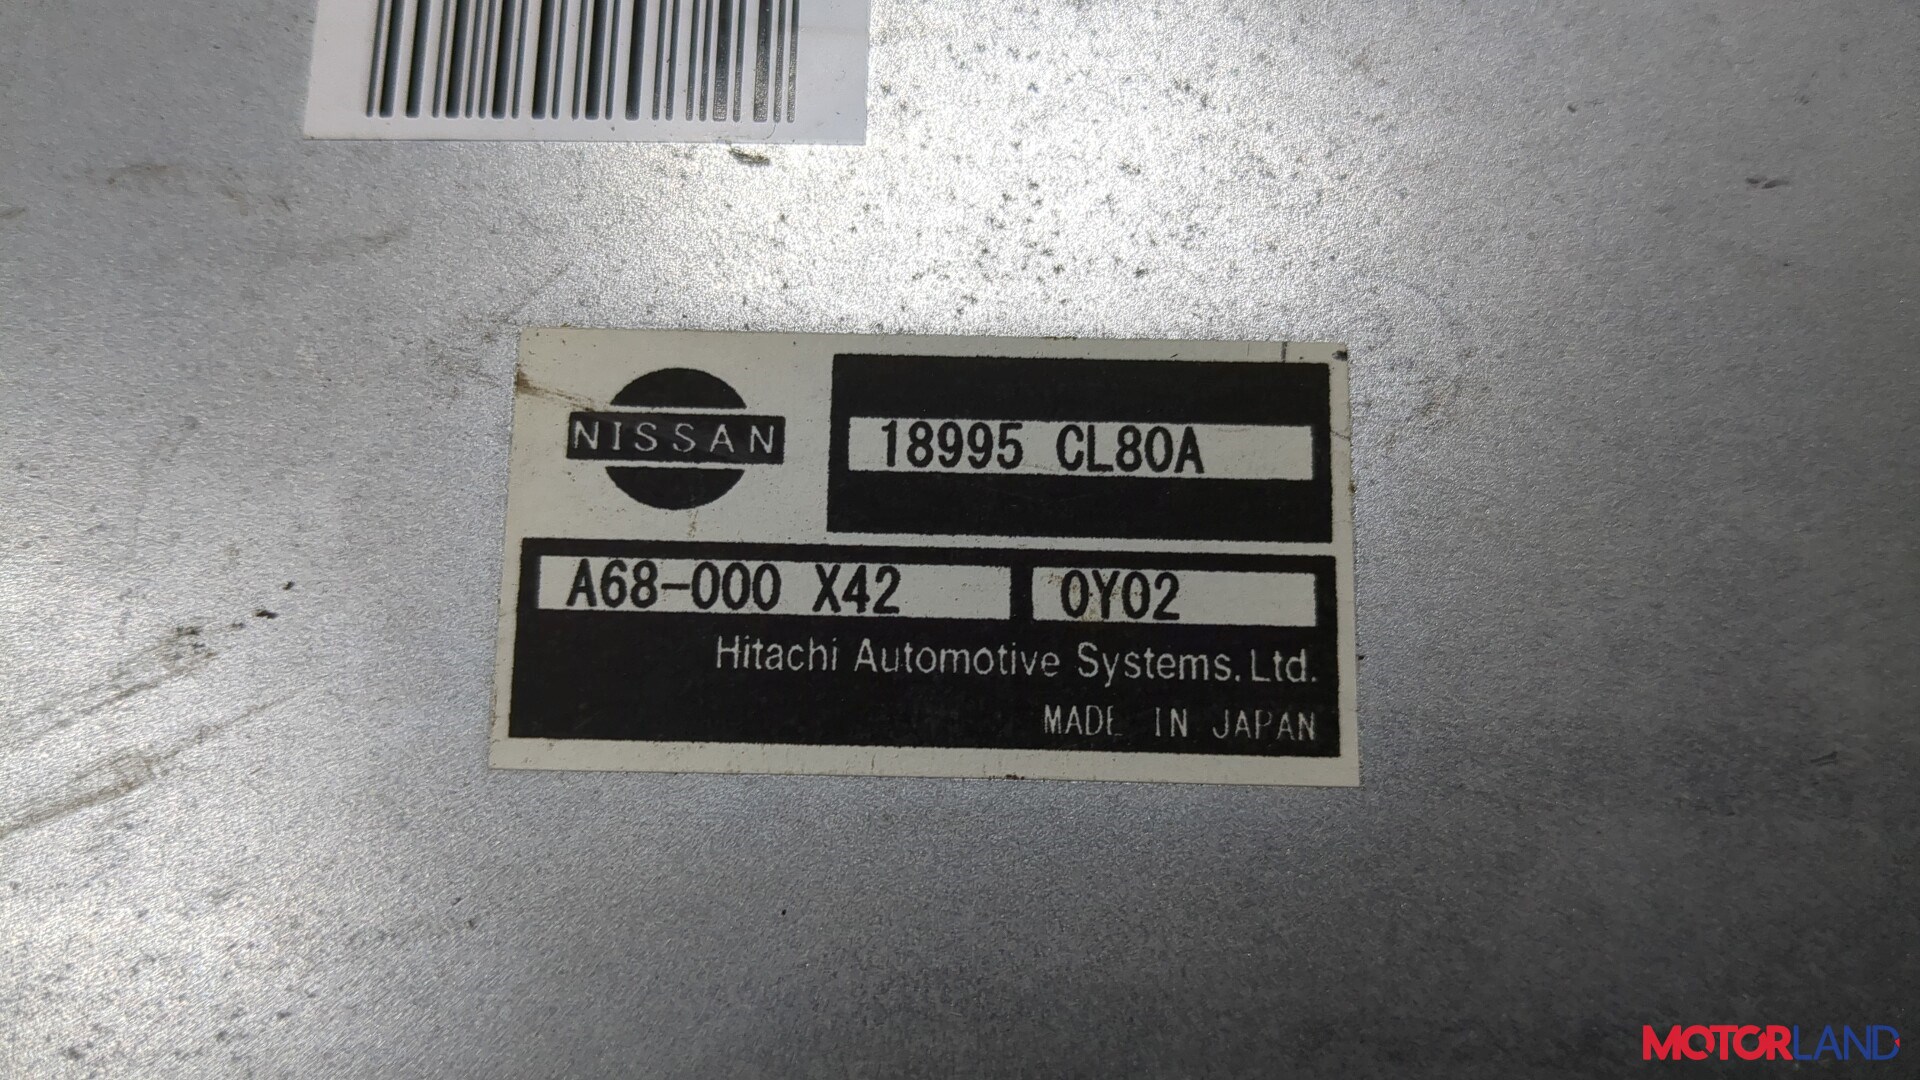 NISSAN
18995 CL80A
A68-000 X42
0Y02
Hitachi Automotive Systems.Ltd.
MADE IN JAPAN
MOTORLAND